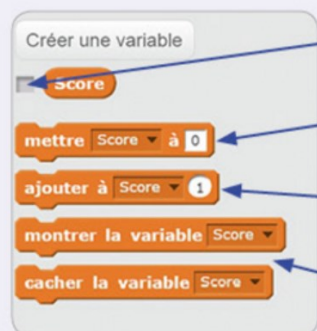 Créer une variable
Score
mettre Score à 0
ajouter à Score 1
montrer la variable Score
cacher la variable Score